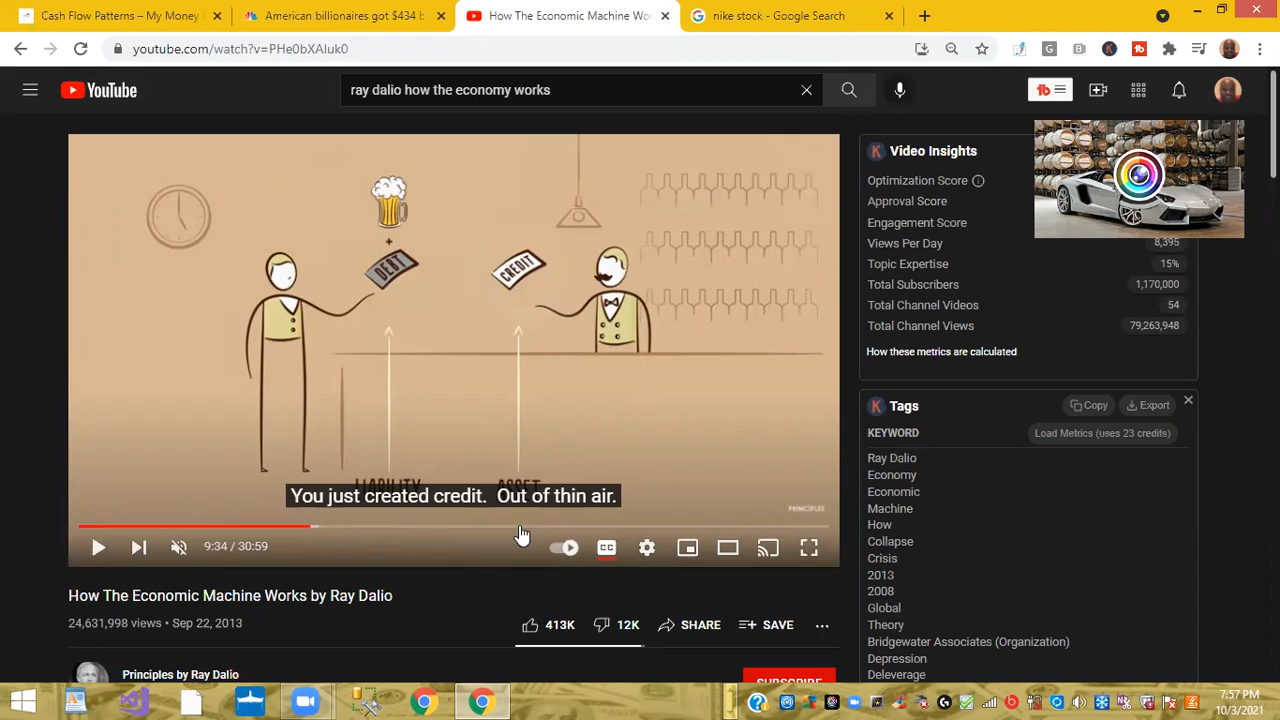 Cash Flow Patterns – My Money
American billionaires got $434 b
How The Economic Machine Wo
nike stock - Google Search
youtube.com/watch?v=PHe0bXAIuk0
YouTube
ray dalio how the economy works
tb
DEBT
CREDIT
LIABILITY
ASSET
You just created credit. Out of thin air.
PRINCIPLES
9:34 / 30:59
CC
How The Economic Machine Works by Ray Dalio
24,631,998 views • Sep 22, 2013
413K
12K
SHARE
SAVE
Principles by Ray Dalio
SUBSCRIBE
K Video Insights
Optimization Score
Approval Score
Engagement Score
Views Per Day 8,395
Topic Expertise 15%
Total Subscribers 1,170,000
Total Channel Videos 54
Total Channel Views 79,263,948
How these metrics are calculated
K Tags
Copy
Export
KEYWORD
Load Metrics (uses 23 credits)
Ray Dalio
Economy
Economic
Machine
How
Collapse
Crisis
2013
2008
Global
Theory
Bridgewater Associates (Organization)
Depression
Deleverage
7:57 PM
10/3/2021